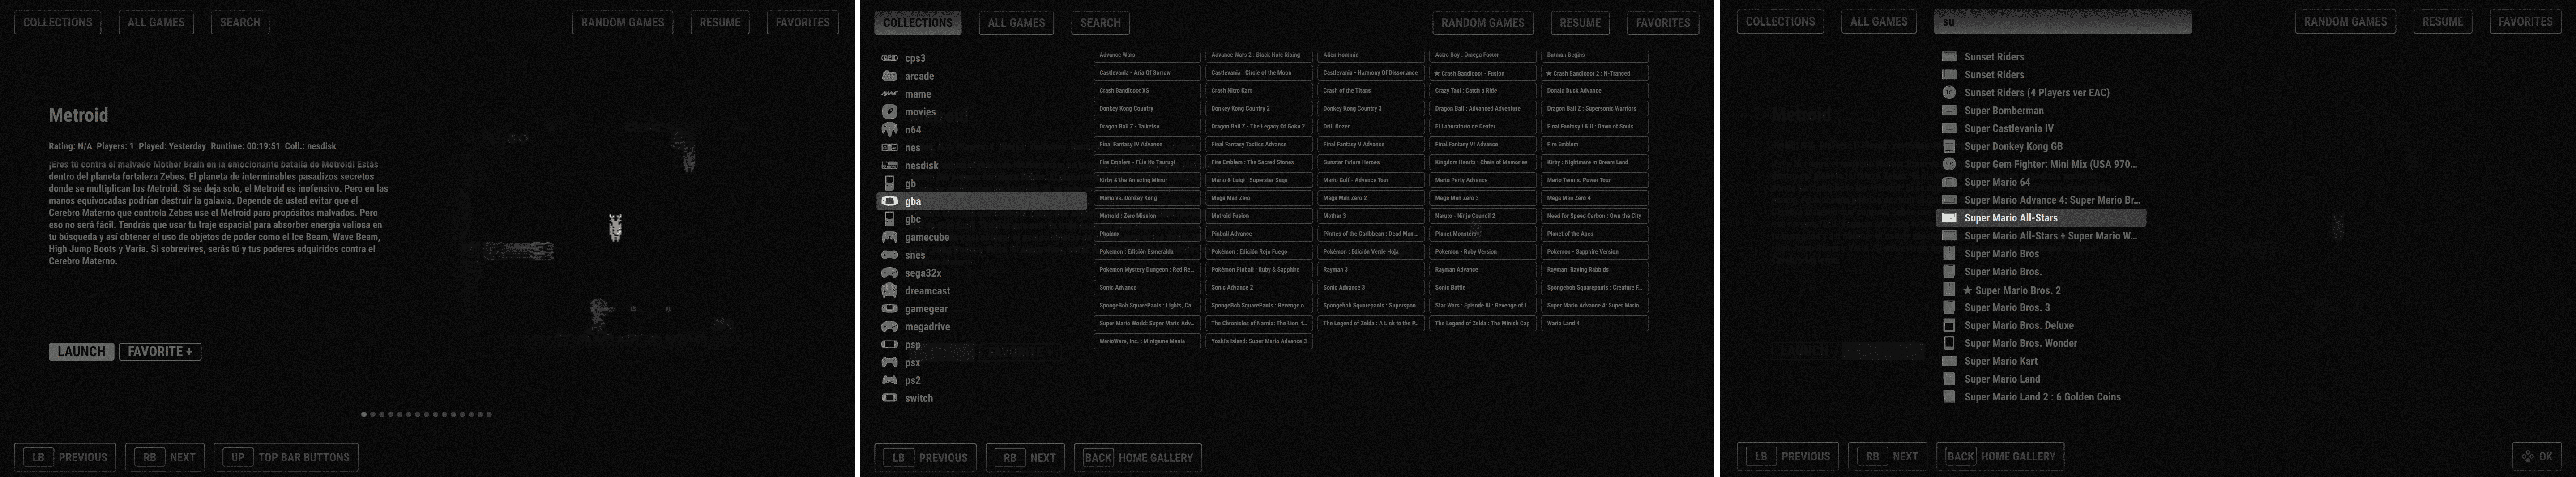 COLLECTIONS ALL GAMES SEARCH RANDOM GAMES RESUME FAVORITES
Metroid
Rating: N/A Players: 1 Played: Yesterday Runtime: 00:19:51 Coll.: nesdisk
¡Eres tú contra el malvado Mother Brain en la emocionante batalla de Metroid! Estás
dentro del planeta fortaleza Zebes. El planeta de interminables pasadizos secretos
donde se multiplican los Metroid. Si se deja solo, el Metroid es inofensivo. Pero en las
manos equivocadas podrían destruir la galaxia. Depende de usted evitar que el
Cerebro Materno que controla Zebes use el Metroid para propósitos malvados. Pero
eso no será fácil. Tendrás que usar tu traje espacial para absorber energía valiosa en
tu búsqueda y así obtener el uso de objetos de poder como el Ice Beam, Wave Beam,
High Jump Boots y Varia. Si sobrevives, serás tú y tus poderes adquiridos contra el
Cerebro Materno.
LAUNCH FAVORITE +
LB PREVIOUS RB NEXT UP TOP BAR BUTTONS
COLLECTIONS ALL GAMES SEARCH RANDOM GAMES RESUME FAVORITES
cps3
arcade
mame
movies
n64
nes
nesdisk
gb
gba
gbc
gamecube
snes
sega32x
dreamcast
gamegear
megadrive
psp
psx
ps2
switch
Advance Wars Advance Wars 2 : Black Hole Rising Alien Hominid Astro Boy : Omega Factor Batman Begins
Castlevania - Aria Of Sorrow Castlevania : Circle of the Moon Castlevania - Harmony Of Dissonance ★ Crash Bandicoot - Fusion ★ Crash Bandicoot 2 : N-Tranced
Crash Bandicoot XS Crash Nitro Kart Crash of the Titans Crazy Taxi : Catch a Ride Donald Duck Advance
Donkey Kong Country Donkey Kong Country 2 Donkey Kong Country 3 Dragon Ball : Advanced Adventure Dragon Ball Z : Supersonic Warriors
Dragon Ball Z - Taiketsu Dragon Ball Z - The Legacy Of Goku 2 Drill Dozer El Laboratorio de Dexter Final Fantasy I & II : Dawn of Souls
Final Fantasy IV Advance Final Fantasy Tactics Advance Final Fantasy V Advance Final Fantasy VI Advance Fire Emblem
Fire Emblem - Fūin No Tsurugi Fire Emblem : The Sacred Stones Gunstar Future Heroes Kingdom Hearts : Chain of Memories Kirby : Nightmare in Dream Land
Kirby & the Amazing Mirror Mario & Luigi : Superstar Saga Mario Golf - Advance Tour Mario Party Advance Mario Tennis: Power Tour
Mario vs. Donkey Kong Mega Man Zero Mega Man Zero 2 Mega Man Zero 3 Mega Man Zero 4
Metroid : Zero Mission Metroid Fusion Mother 3 Naruto - Ninja Council 2 Need for Speed Carbon : Own the City
Phalanx Pinball Advance Pirates of the Caribbean : Dead Man'... Planet Monsters Planet of the Apes
Pokémon : Edición Esmeralda Pokémon : Edición Rojo Fuego Pokémon : Edición Verde Hoja Pokemon - Ruby Version Pokemon - Sapphire Version
Pokémon Mystery Dungeon : Red Re... Pokémon Pinball : Ruby & Sapphire Rayman 3 Rayman Advance Rayman: Raving Rabbids
Sonic Advance Sonic Advance 2 Sonic Advance 3 Sonic Battle Spongebob Squarepants : Creature F...
SpongeBob SquarePants : Lights, Ca... SpongeBob SquarePants : Revenge o... Spongebob Squarepants : Superspon... Star Wars : Episode III : Revenge of t... Super Mario Advance 4: Super Mario...
Super Mario World: Super Mario Adv... The Chronicles of Narnia: The Lion, t... The Legend of Zelda : A Link to the P... The Legend of Zelda : The Minish Cap Wario Land 4
WarioWare, Inc. : Minigame Mania Yoshi's Island: Super Mario Advance 3
LB PREVIOUS RB NEXT BACK HOME GALLERY
COLLECTIONS ALL GAMES su RANDOM GAMES RESUME FAVORITES
Metroid
Sunset Riders
Sunset Riders
Sunset Riders (4 Players ver EAC)
Super Bomberman
Super Castlevania IV
Super Donkey Kong GB
Super Gem Fighter: Mini Mix (USA 970...
Super Mario 64
Super Mario Advance 4: Super Mario Br...
Super Mario All-Stars
Super Mario All-Stars + Super Mario W...
Super Mario Bros
Super Mario Bros.
★ Super Mario Bros. 2
Super Mario Bros. 3
Super Mario Bros. Deluxe
Super Mario Bros. Wonder
Super Mario Kart
Super Mario Land
Super Mario Land 2 : 6 Golden Coins
LAUNCH
LB PREVIOUS RB NEXT BACK HOME GALLERY OK